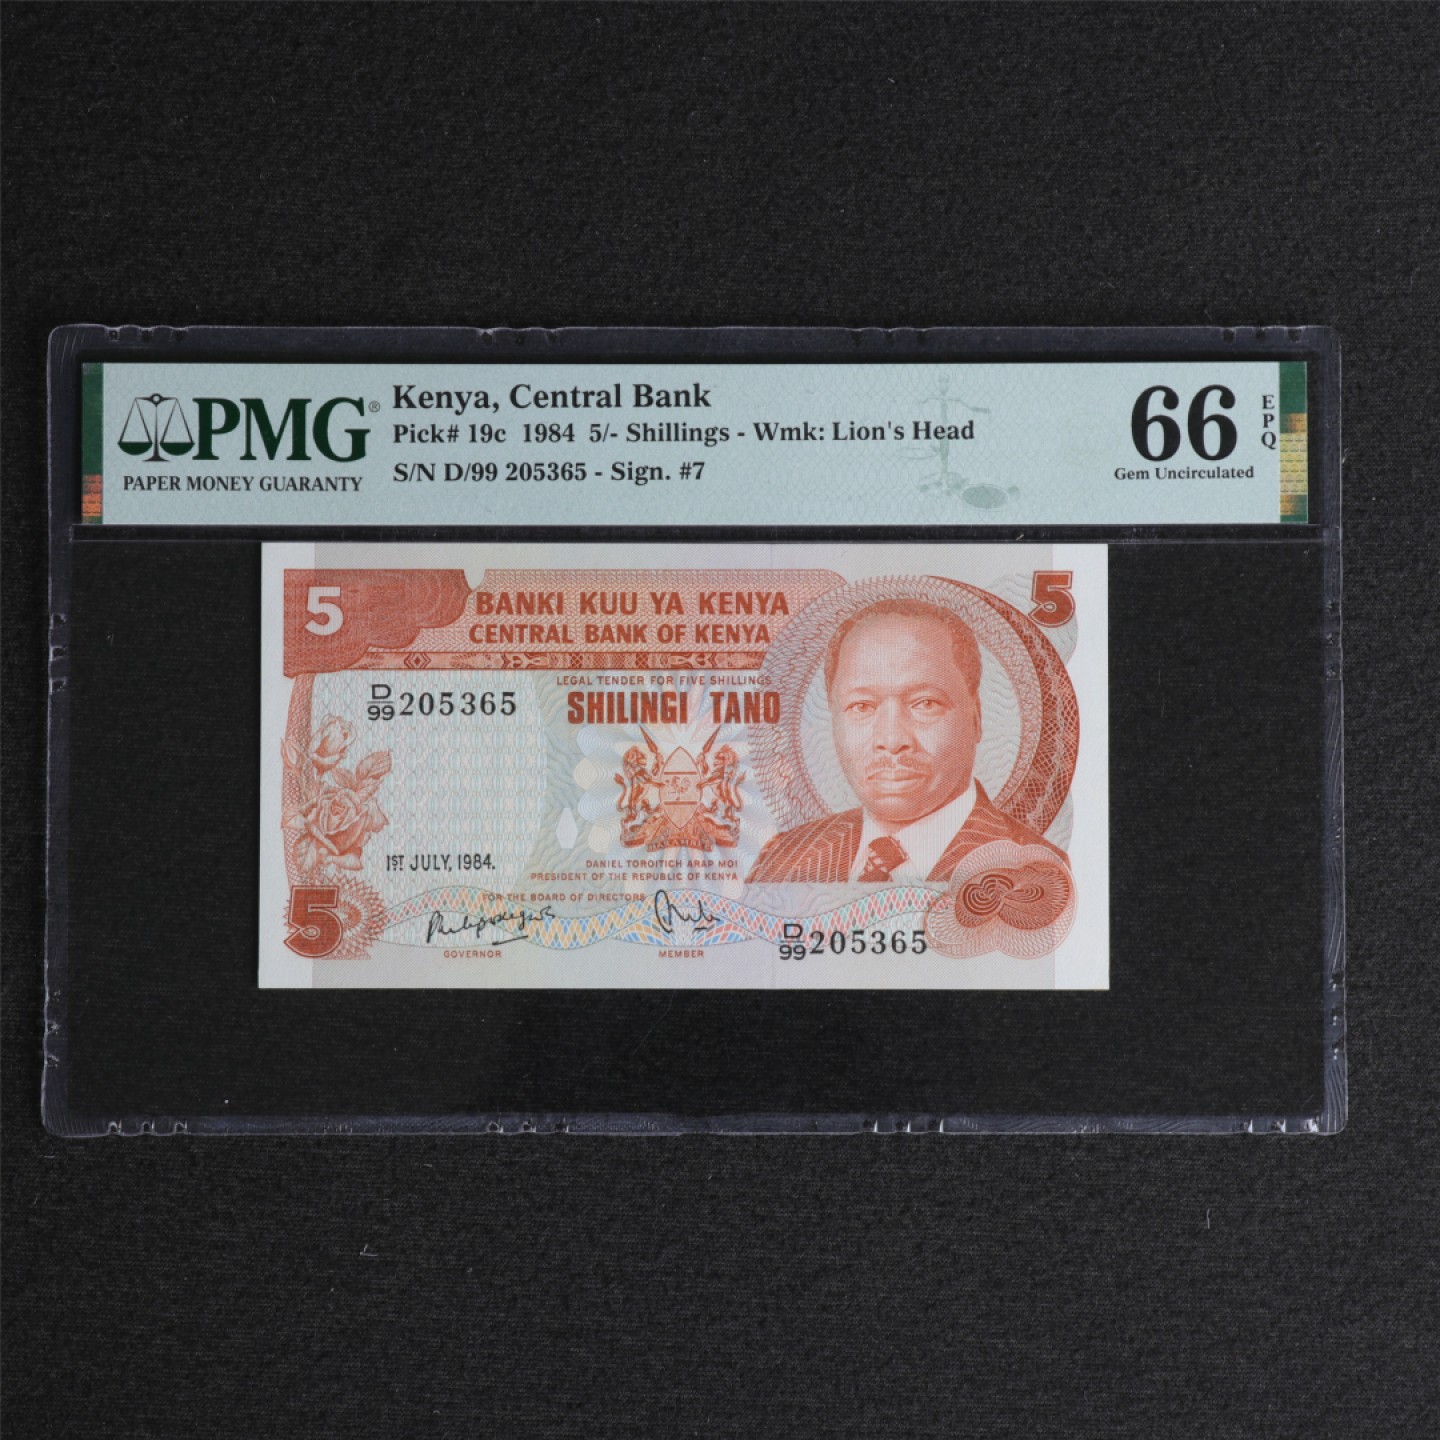 PMG®
PAPER MONEY GUARANTY
Kenya, Central Bank
Pick# 19c 1984 5/- Shillings - Wmk: Lion's Head
S/N D/99 205365 - Sign. #7
66
EPQ
Gem Uncirculated
5
BANKI KUU YA KENYA
CENTRAL BANK OF KENYA
5
LEGAL TENDER FOR FIVE SHILLINGS
SHILINGI TANO
D/99 205365
HARAMBEE
1ST JULY, 1984.
DANIEL TOROITICH ARAP MOI
PRESIDENT OF THE REPUBLIC OF KENYA
FOR THE BOARD OF DIRECTORS
5
GOVERNOR
MEMBER
D/99 205365